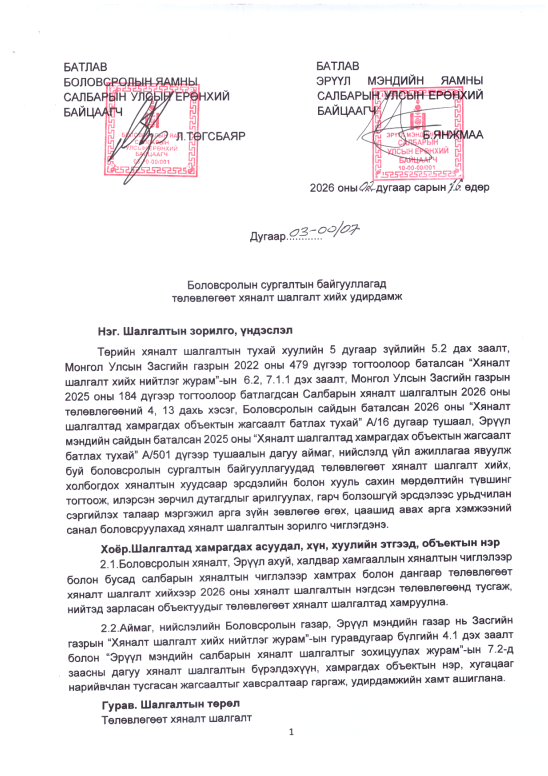 БАТЛАВ
БОЛОВСРОЛЫН ЯАМНЫ
САЛБАРЫН УЛСЫН ЕРӨНХИЙ
БАЙЦААГЧ
Л.ТӨГСБАЯР
БАТЛАВ
ЭРҮҮЛ МЭНДИЙН ЯАМНЫ
САЛБАРЫН УЛСЫН ЕРӨНХИЙ
БАЙЦААГЧ
Б.ЯНЖМАА
ЭРҮҮЛ МЭНДИЙН
САЛБАРЫН
УЛСЫН ЕРӨНХИЙ
БАЙЦААГЧ
10-00-00/001
2026 оны 02 дугаар сарын 16 өдөр
Дугаар 03-00/07
Боловсролын сургалтын байгууллагад
төлөвлөгөөт хяналт шалгалт хийх удирдамж
Нэг. Шалгалтын зорилго, үндэслэл
Төрийн хяналт шалгалтын тухай хуулийн 5 дугаар зүйлийн 5.2 дах заалт,
Монгол Улсын Засгийн газрын 2022 оны 479 дүгээр тогтоолоор баталсан “Хяналт
шалгалт хийх нийтлэг журам”-ын 6.2, 7.1.1 дэх заалт, Монгол Улсын Засгийн газрын
2025 оны 184 дүгээр тогтоолоор батлагдсан Салбарын хяналт шалгалтын 2026 оны
төлөвлөгөөний 4, 13 дахь хэсэг, Боловсролын сайдын баталсан 2026 оны “Хяналт
шалгалтад хамрагдах объектын жагсаалт батлах тухай” А/16 дугаар тушаал, Эрүүл
мэндийн сайдын баталсан 2025 оны “Хяналт шалгалтад хамрагдах объектын жагсаалт
батлах тухай” А/501 дүгээр тушаалын дагуу аймаг, нийслэлд үйл ажиллагаа явуулж
буй боловсролын сургалтын байгууллагуудад төлөвлөгөөт хяналт шалгалт хийх,
холбогдох хяналтын хуудсаар эрсдэлийн болон хууль сахин мөрдөлтийн түвшинг
тогтоож, илэрсэн зөрчил дутагдлыг арилгуулах, гарч болзошгүй эрсдэлээс урьдчилан
сэргийлэх талаар мэргэжил арга зүйн зөвлөгөө өгөх, цаашид авах арга хэмжээний
санал боловсруулахад хяналт шалгалтын зорилго чиглэгдэнэ.
Хоёр.Шалгалтад хамрагдах асуудал, хүн, хуулийн этгээд, объектын нэр
2.1.Боловсролын хяналт, Эрүүл ахуй, халдвар хамгааллын хяналтын чиглэлээр
болон бусад салбарын хяналтын чиглэлээр хамтрах болон дангаар төлөвлөгөөт
хяналт шалгалт хийхээр 2026 оны хяналт шалгалтын нэгдсэн төлөвлөгөөнд тусгаж,
нийтэд зарласан объектуудыг төлөвлөгөөт хяналт шалгалтад хамруулна.
2.2.Аймаг, нийслэлийн Боловсролын газар, Эрүүл мэндийн газар нь Засгийн
газрын “Хяналт шалгалт хийх нийтлэг журам”-ын гуравдугаар бүлгийн 4.1 дэх заалт
болон “Эрүүл мэндийн салбарын хяналт шалгалтыг зохицуулах журам”-ын 7.2-д
заасны дагуу хяналт шалгалтын бүрэлдэхүүн, хамрагдах объектын нэр, хугацааг
нарийвчлан тусгасан жагсаалтыг хавсралтаар гаргаж, удирдамжийн хамт ашиглана.
Гурав. Шалгалтын төрөл
Төлөвлөгөөт хяналт шалгалт
1